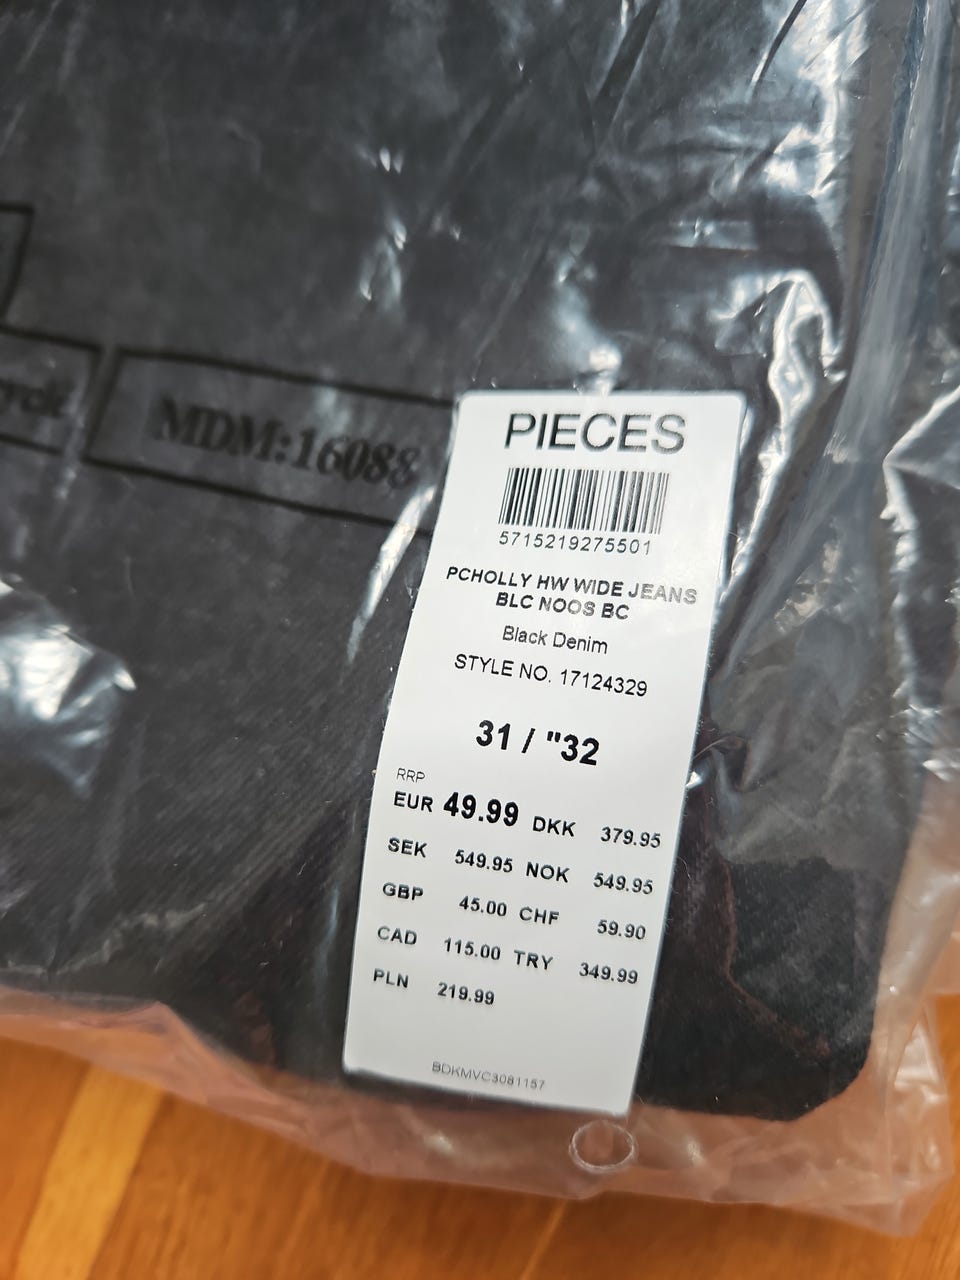 MDM:16088
PIECES
5715219275501
PCHOLLY HW WIDE JEANS
BLC NOOS BC
Black Denim
STYLE NO. 17124329
31 / "32
RRP
EUR 49.99 DKK 379.95
SEK 549.95 NOK 549.95
GBP 45.00 CHF 59.90
CAD 115.00 TRY 349.99
PLN 219.99
BDKMVC3081157